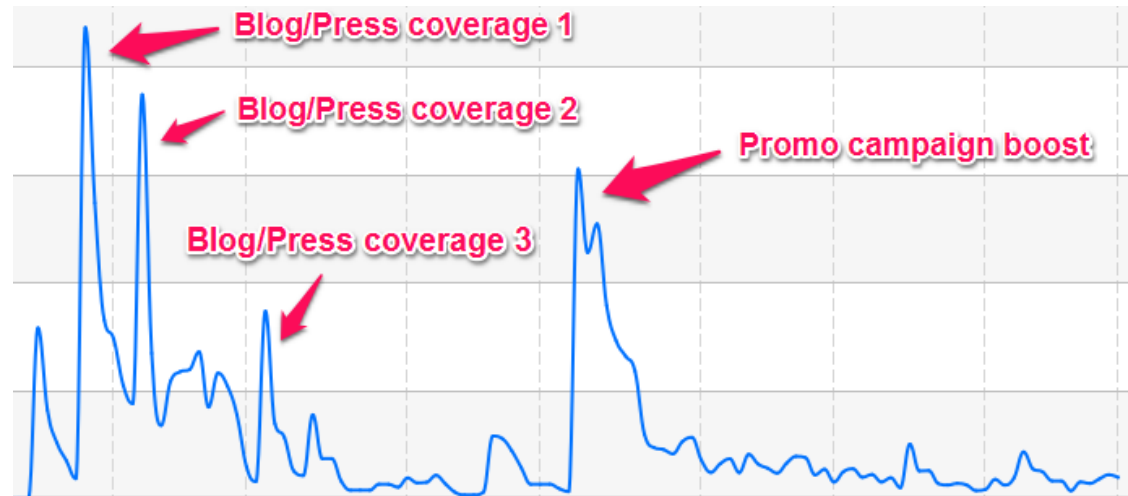 Blog/Press coverage 1
Blog/Press coverage 2
Promo campaign boost
Blog/Press coverage 3